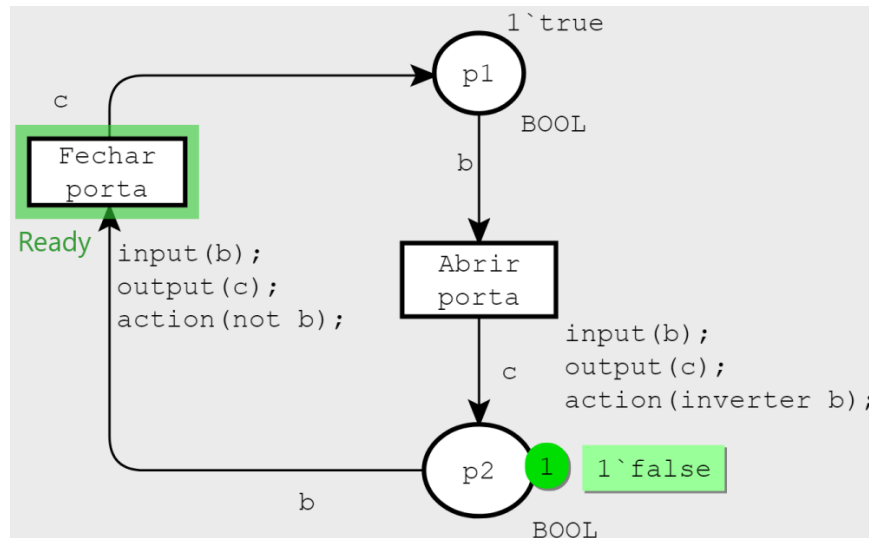 1`true
p1
c
BOOL
Fechar
porta
b
Ready
input(b);
output(c);
action(not b);
Abrir
porta
input(b);
output(c);
action(inverter b);
c
p2
1
1`false
b
BOOL